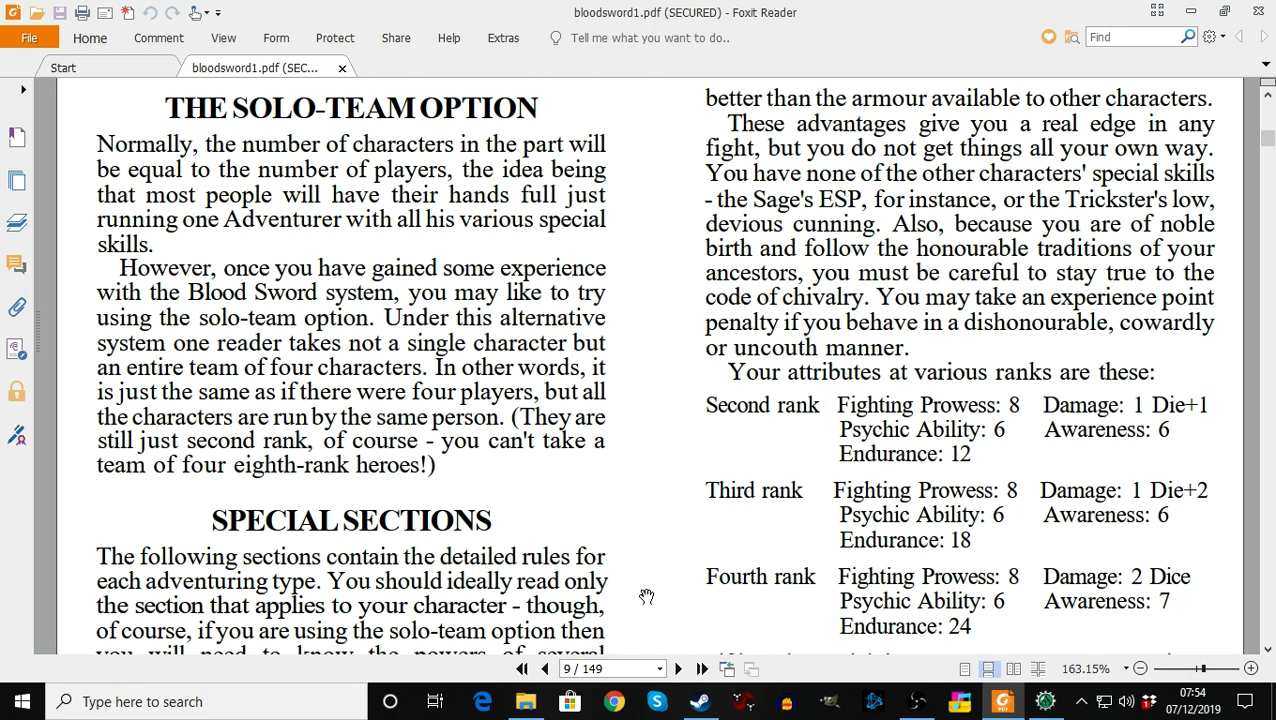 bloodsword1.pdf (SECURED) - Foxit Reader
File Home Comment View Form Protect Share Help Extras Tell me what you want to do.. Find
Start bloodsword1.pdf (SEC...
THE SOLO-TEAM OPTION
Normally, the number of characters in the part will
be equal to the number of players, the idea being
that most people will have their hands full just
running one Adventurer with all his various special
skills.
However, once you have gained some experience
with the Blood Sword system, you may like to try
using the solo-team option. Under this alternative
system one reader takes not a single character but
an entire team of four characters. In other words, it
is just the same as if there were four players, but all
the characters are run by the same person. (They are
still just second rank, of course - you can't take a
team of four eighth-rank heroes!)
SPECIAL SECTIONS
The following sections contain the detailed rules for
each adventuring type. You should ideally read only
the section that applies to your character - though,
of course, if you are using the solo-team option then
you will need to know the powers of several
better than the armour available to other characters.
These advantages give you a real edge in any
fight, but you do not get things all your own way.
You have none of the other characters' special skills
- the Sage's ESP, for instance, or the Trickster's low,
devious cunning. Also, because you are of noble
birth and follow the honourable traditions of your
ancestors, you must be careful to stay true to the
code of chivalry. You may take an experience point
penalty if you behave in a dishonourable, cowardly
or uncouth manner.
Your attributes at various ranks are these:
Second rank Fighting Prowess: 8 Damage: 1 Die+1
Psychic Ability: 6 Awareness: 6
Endurance: 12
Third rank Fighting Prowess: 8 Damage: 1 Die+2
Psychic Ability: 6 Awareness: 6
Endurance: 18
Fourth rank Fighting Prowess: 8 Damage: 2 Dice
Psychic Ability: 6 Awareness: 7
Endurance: 24
9 / 149 163.15%
Type here to search
07:54
07/12/2019